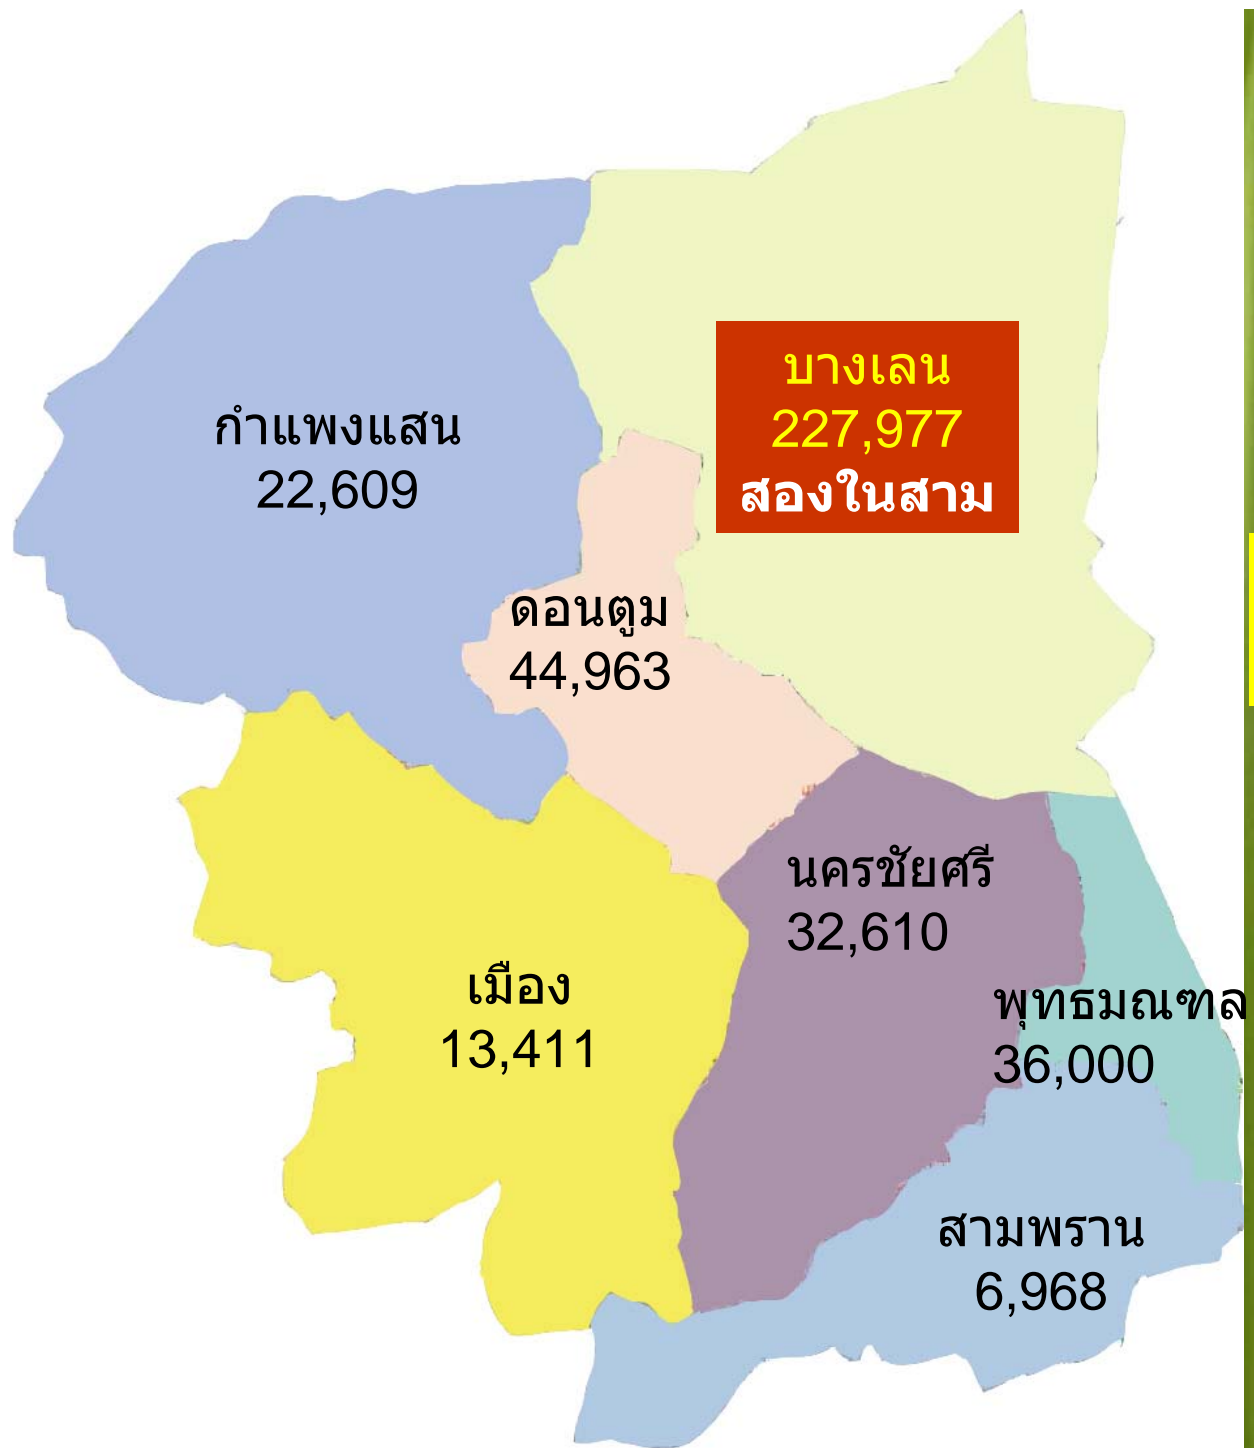 บางเลน
227,977
สองในสาม
กำแพงแสน
22,609
ดอนตูม
44,963
นครชัยศรี
32,610
เมือง
13,411
พุทธมณฑล
36,000
สามพราน
6,968